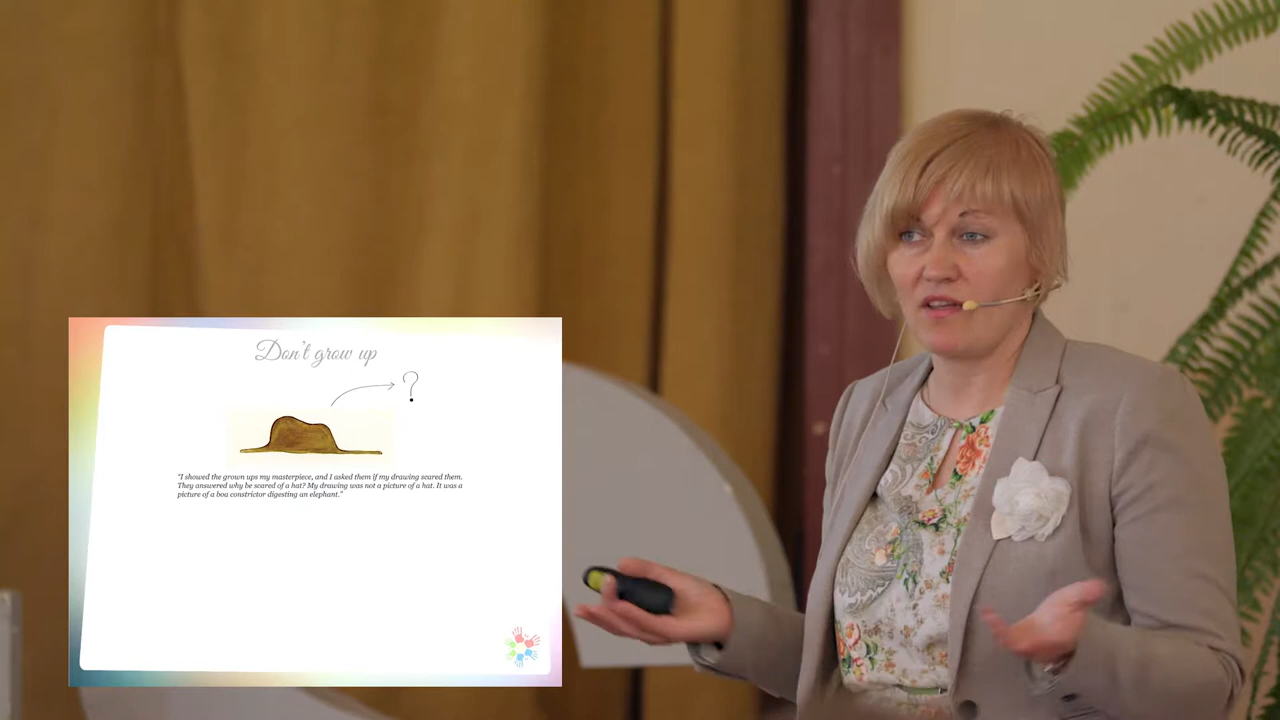 Don't grow up
?
"I showed the grown ups my masterpiece, and I asked them if my drawing scared them.
They answered why be scared of a hat? My drawing was not a picture of a hat. It was a
picture of a boa constrictor digesting an elephant."